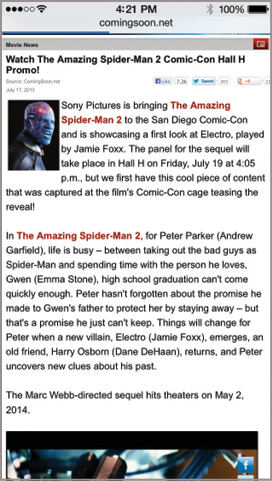 4:21 PM 100%
comingsoon.net
Movie News
Watch The Amazing Spider-Man 2 Comic-Con Hall H
Promo!
Source: ComingSoon.net
Like 7.3k Tweet
July 17, 2013
Sony Pictures is bringing The Amazing
Spider-Man 2 to the San Diego Comic-Con
and is showcasing a first look at Electro, played
by Jamie Foxx. The panel for the sequel will
take place in Hall H on Friday, July 19 at 4:05
p.m., but we first have this cool piece of content
that was captured at the film's Comic-Con cage teasing the
reveal!
In The Amazing Spider-Man 2, for Peter Parker (Andrew
Garfield), life is busy – between taking out the bad guys as
Spider-Man and spending time with the person he loves,
Gwen (Emma Stone), high school graduation can't come
quickly enough. Peter hasn't forgotten about the promise he
made to Gwen's father to protect her by staying away – but
that's a promise he just can't keep. Things will change for
Peter when a new villain, Electro (Jamie Foxx), emerges, an
old friend, Harry Osborn (Dane DeHaan), returns, and Peter
uncovers new clues about his past.
The Marc Webb-directed sequel hits theaters on May 2,
2014.